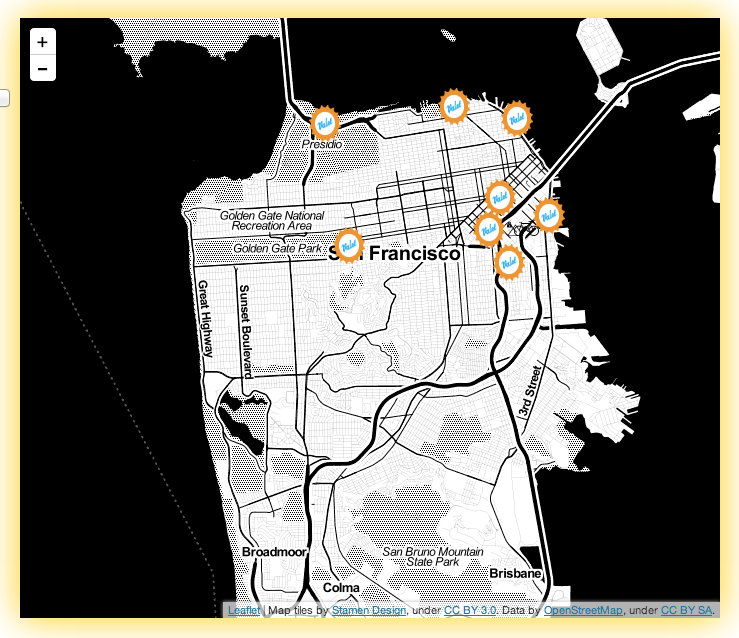 +
−
Presidio
Golden Gate National
Recreation Area
Golden Gate Park
Francisco
Great Highway
Sunset Boulevard
3rd Street
Broadmoor
San Bruno Mountain
State Park
Colma
Brisbane
Leaflet | Map tiles by Stamen Design, under CC BY 3.0. Data by OpenStreetMap, under CC BY SA.